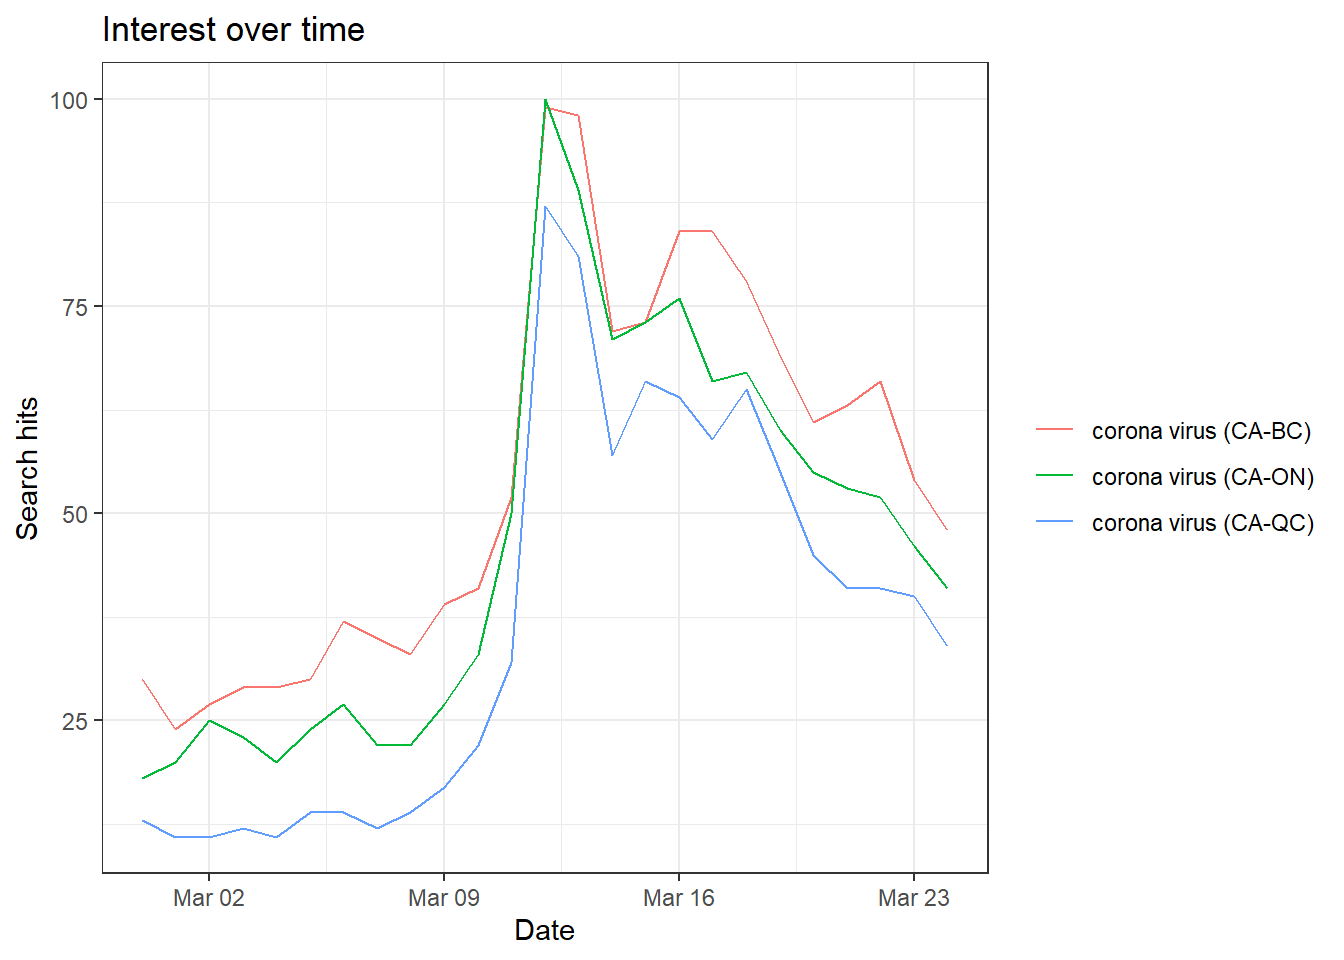 Interest over time
100
75
50
25
Search hits
Mar 02
Mar 09
Mar 16
Mar 23
Date
corona virus (CA-BC)
corona virus (CA-ON)
corona virus (CA-QC)